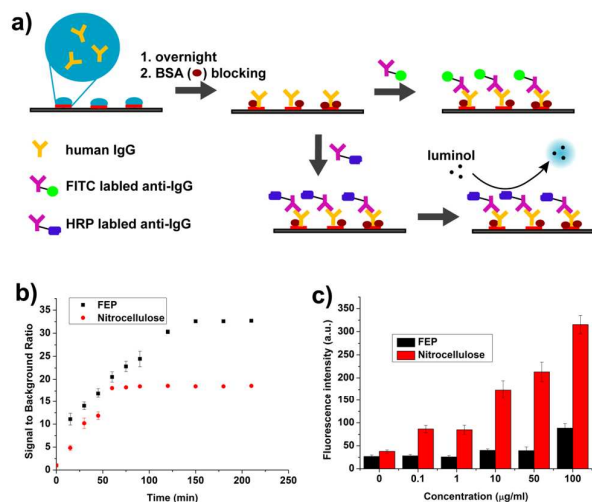 a)
1. overnight
2. BSA ( ) blocking
human IgG
FITC labled anti-IgG
HRP labled anti-IgG
luminol
b)
FEP
Nitrocellulose
Signal to Background Ratio
35
30
25
20
15
10
5
0
0 50 100 150 200 250
Time (min)
c)
FEP
Nitrocellulose
Fluorescence intensity (a.u.)
350
300
250
200
150
100
50
0
0 0.1 1 10 50 100
Concentration (μg/ml)